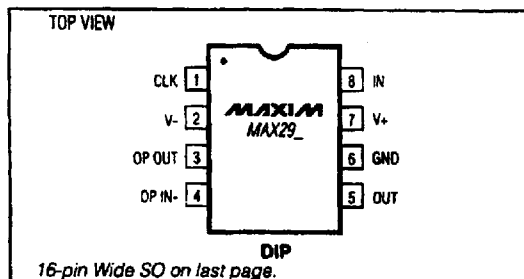 TOP VIEW
CLK 1
V- 2
OP OUT 3
OP IN- 4
MAXIM
MAX29_
8 IN
7 V+
6 GND
5 OUT
DIP
16-pin Wide SO on last page.